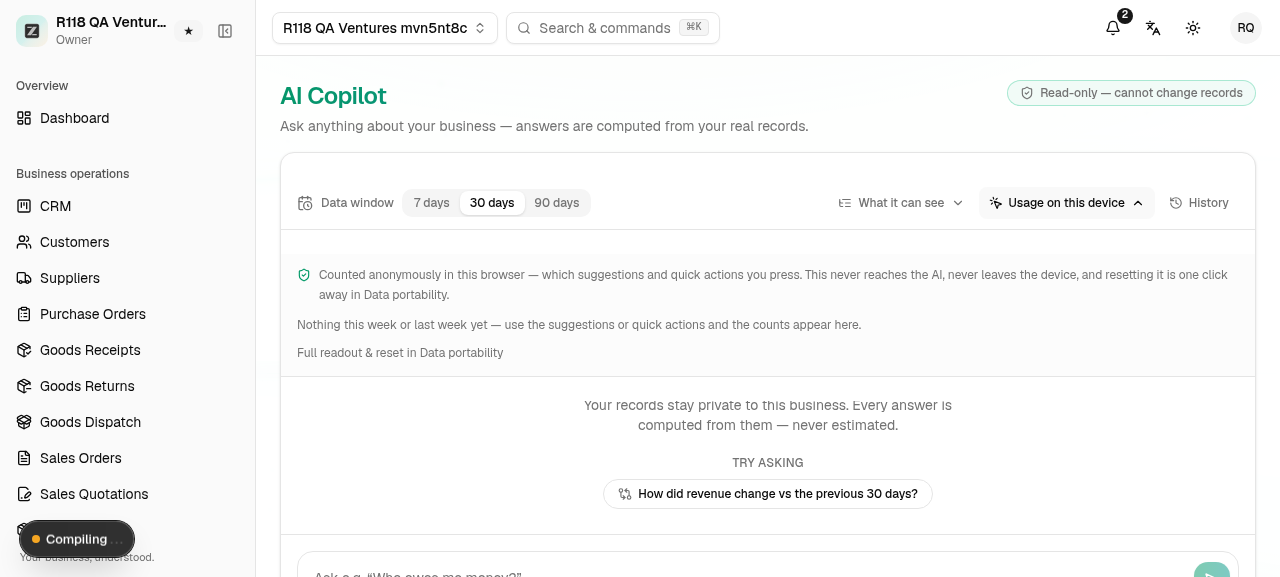 R118 QA Ventur...
Owner
R118 QA Ventures mvn5nt8c
Search & commands
⌘K
2
RQ
Overview
Dashboard
Business operations
CRM
Customers
Suppliers
Purchase Orders
Goods Receipts
Goods Returns
Goods Dispatch
Sales Orders
Sales Quotations
Compiling ...
Your business, understood.
AI Copilot
Read-only — cannot change records
Ask anything about your business — answers are computed from your real records.
Data window
7 days
30 days
90 days
What it can see
Usage on this device
History
Counted anonymously in this browser — which suggestions and quick actions you press. This never reaches the AI, never leaves the device, and resetting it is one click
away in Data portability.
Nothing this week or last week yet — use the suggestions or quick actions and the counts appear here.
Full readout & reset in Data portability
Your records stay private to this business. Every answer is
computed from them — never estimated.
TRY ASKING
How did revenue change vs the previous 30 days?
Ask e.g. “Who owes me money?”